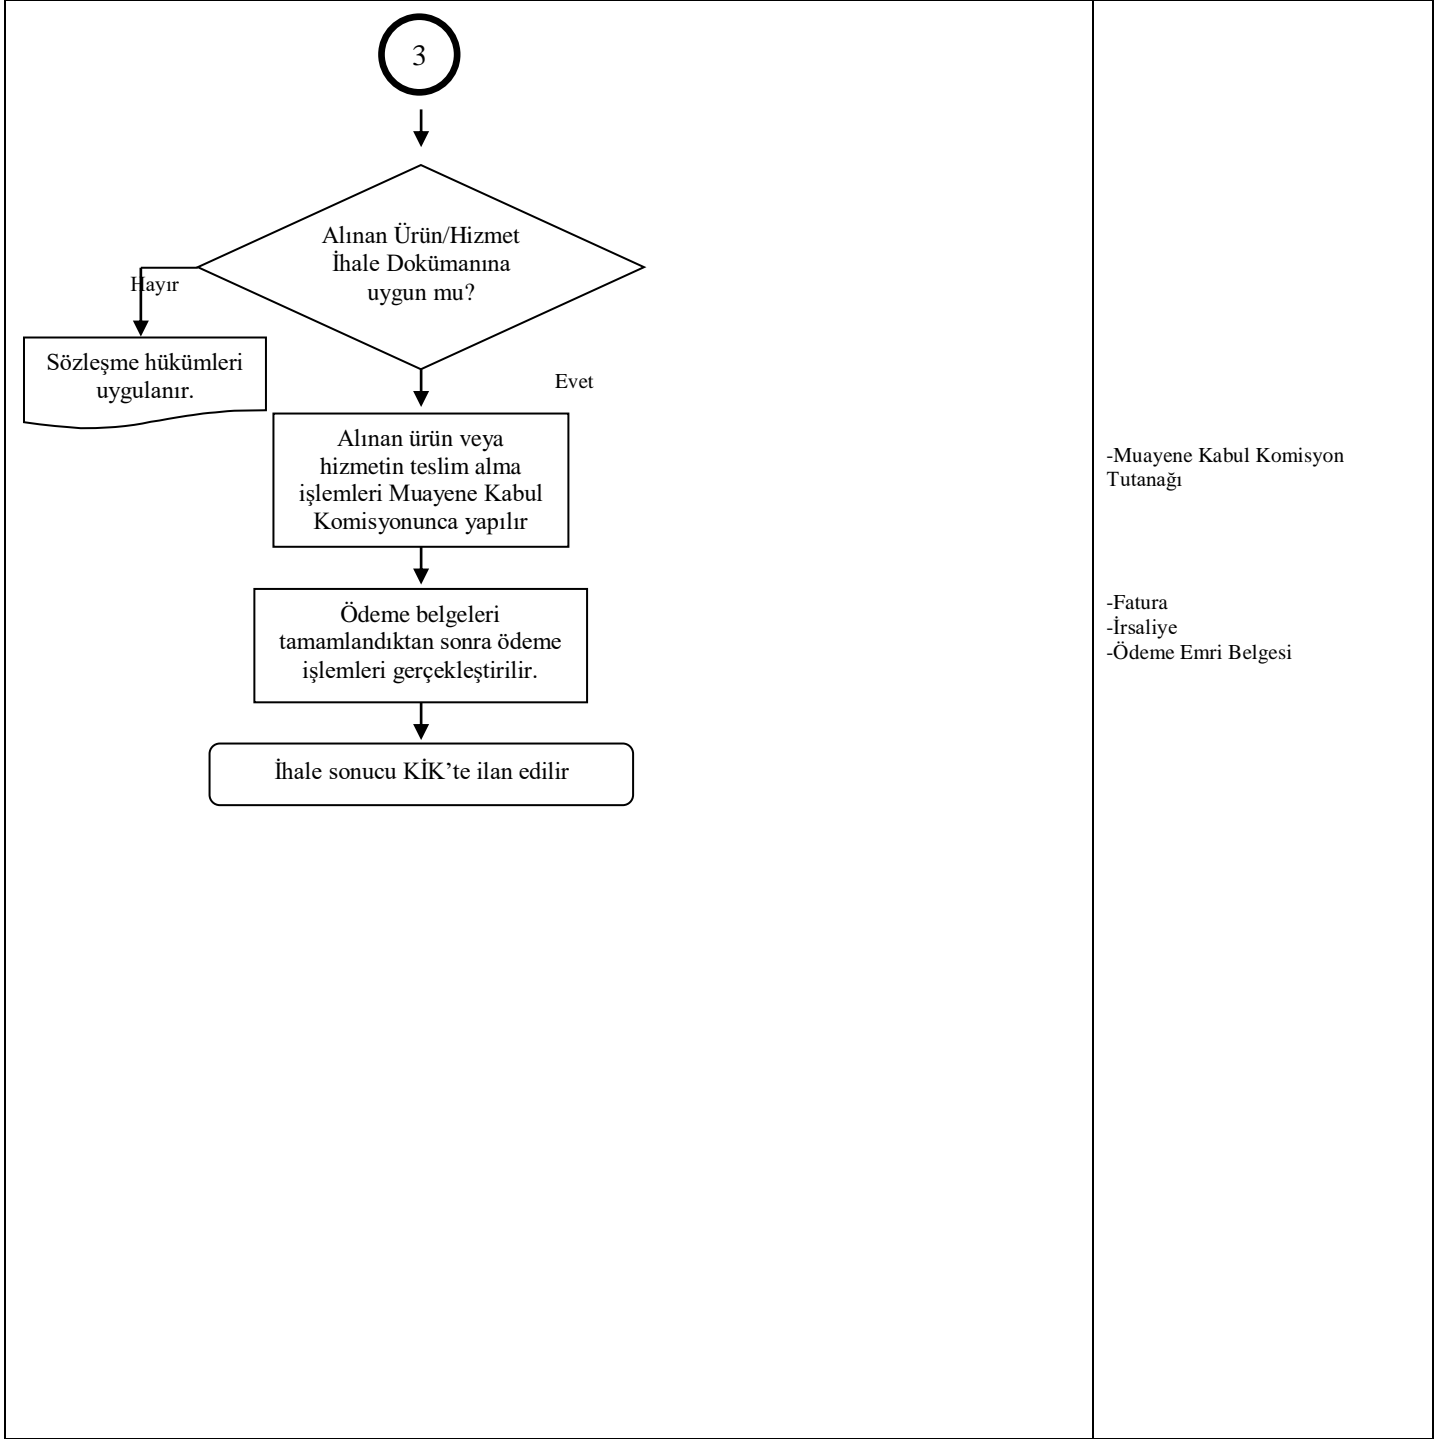 3
Alınan Ürün/Hizmet
İhale Dokümanına
uygun mu?
Hayır
Sözleşme hükümleri
uygulanır.
Evet
Alınan ürün veya
hizmetin teslim alma
işlemleri Muayene Kabul
Komisyonunca yapılır
-Muayene Kabul Komisyon
Tutanağı
Ödeme belgeleri
tamamlandıktan sonra ödeme
işlemleri gerçekleştirilir.
-Fatura
-İrsaliye
-Ödeme Emri Belgesi
İhale sonucu KİK’te ilan edilir